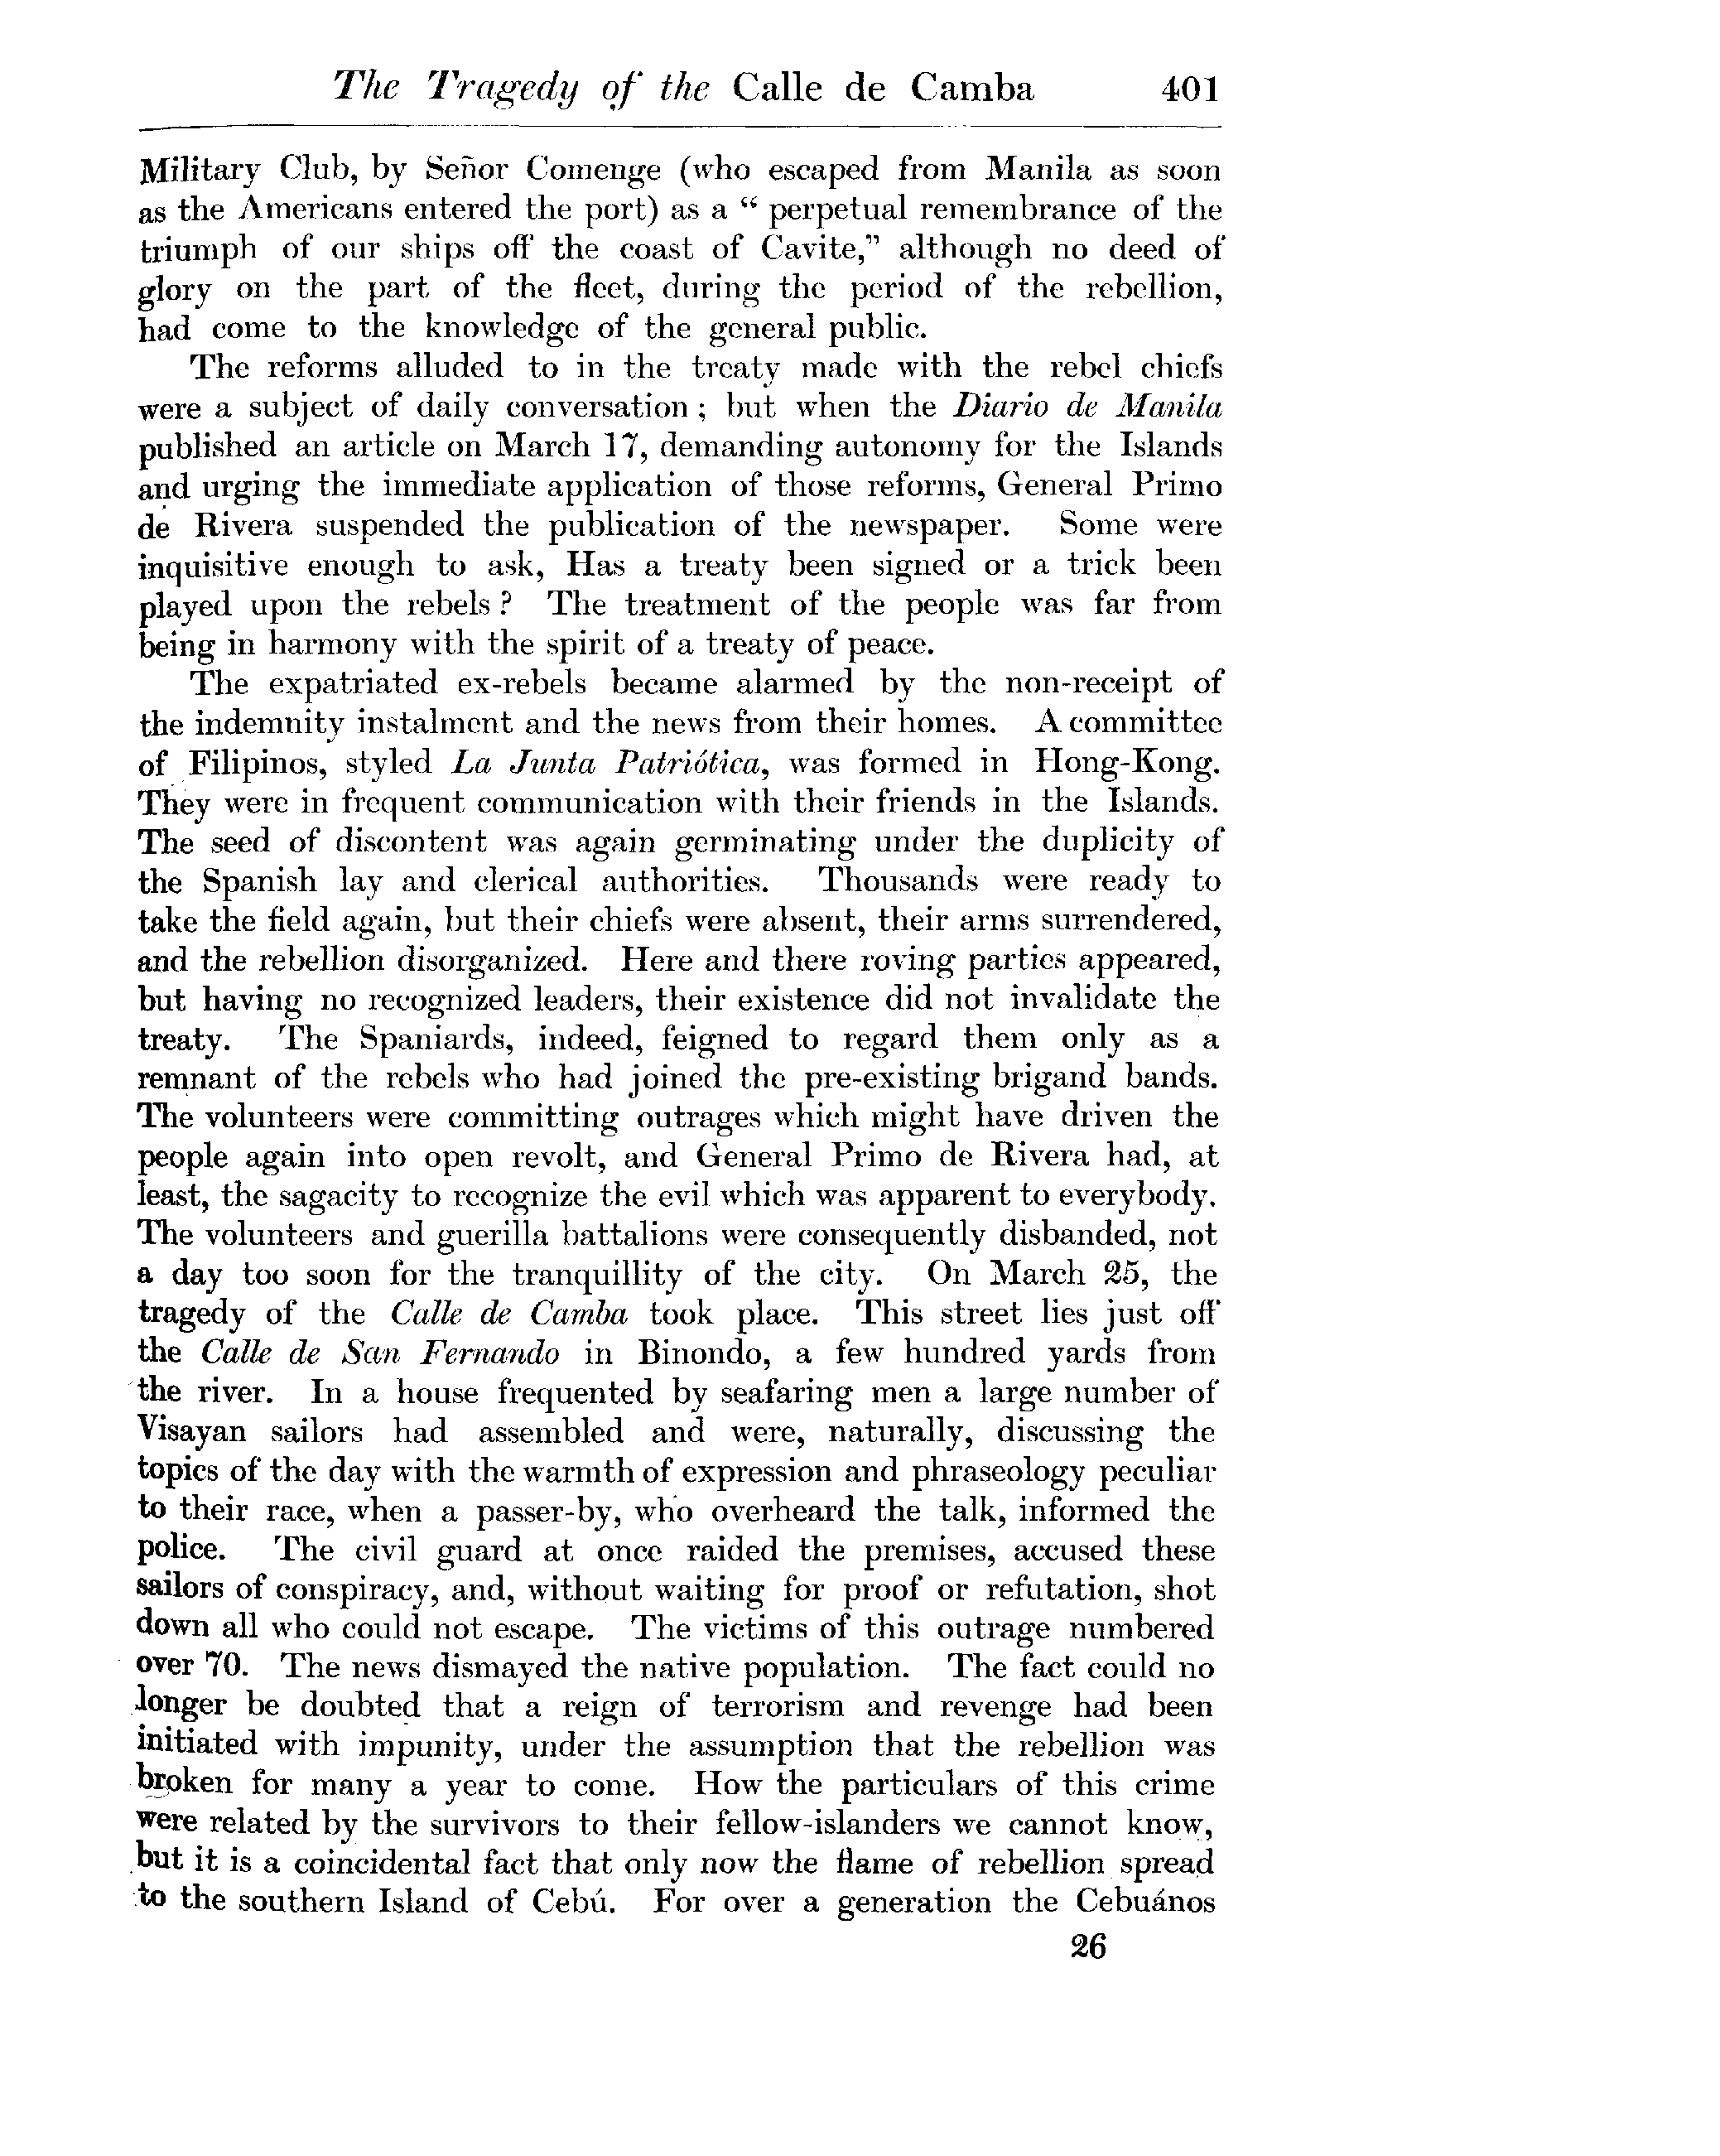 The Tragedy of the Calle de Camba 401
Military Club, by Señor Comenge (who escaped from Manila as soon
as the Americans entered the port) as a “ perpetual remembrance of the
triumph of our ships off the coast of Cavite,” although no deed of
glory on the part of the fleet, during the period of the rebellion,
had come to the knowledge of the general public.
The reforms alluded to in the treaty made with the rebel chiefs
were a subject of daily conversation ; but when the Diario de Manila
published an article on March 17, demanding autonomy for the Islands
and urging the immediate application of those reforms, General Primo
de Rivera suspended the publication of the newspaper. Some were
inquisitive enough to ask, Has a treaty been signed or a trick been
played upon the rebels ? The treatment of the people was far from
being in harmony with the spirit of a treaty of peace.
The expatriated ex-rebels became alarmed by the non-receipt of
the indemnity instalment and the news from their homes. A committee
of Filipinos, styled La Junta Patriótica, was formed in Hong-Kong.
They were in frequent communication with their friends in the Islands.
The seed of discontent was again germinating under the duplicity of
the Spanish lay and clerical authorities. Thousands were ready to
take the field again, but their chiefs were absent, their arms surrendered,
and the rebellion disorganized. Here and there roving parties appeared,
but having no recognized leaders, their existence did not invalidate the
treaty. The Spaniards, indeed, feigned to regard them only as a
remnant of the rebels who had joined the pre-existing brigand bands.
The volunteers were committing outrages which might have driven the
people again into open revolt, and General Primo de Rivera had, at
least, the sagacity to recognize the evil which was apparent to everybody.
The volunteers and guerilla battalions were consequently disbanded, not
a day too soon for the tranquillity of the city. On March 25, the
tragedy of the Calle de Camba took place. This street lies just off
the Calle de San Fernando in Binondo, a few hundred yards from
the river. In a house frequented by seafaring men a large number of
Visayan sailors had assembled and were, naturally, discussing the
topics of the day with the warmth of expression and phraseology peculiar
to their race, when a passer-by, who overheard the talk, informed the
police. The civil guard at once raided the premises, accused these
sailors of conspiracy, and, without waiting for proof or refutation, shot
down all who could not escape. The victims of this outrage numbered
over 70. The news dismayed the native population. The fact could no
longer be doubted that a reign of terrorism and revenge had been
initiated with impunity, under the assumption that the rebellion was
broken for many a year to come. How the particulars of this crime
were related by the survivors to their fellow-islanders we cannot know,
but it is a coincidental fact that only now the flame of rebellion spread
to the southern Island of Cebú. For over a generation the Cebuános
26